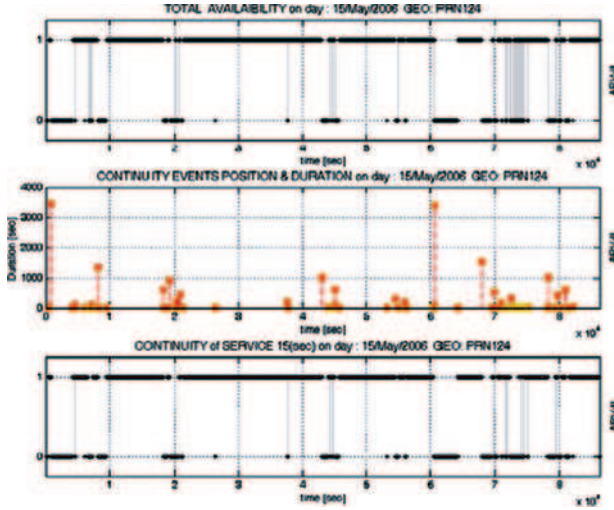 TOTAL AVAILABILITY on day : 15/May/2006 GEO: PRN124
1
0
1 2 3 4 5 6 7 8
time [sec]
x 10⁴
CONTINUITY EVENTS POSITION & DURATION on day : 15/May/2006 GEO: PRN124
Duration [sec]
4000
3000
2000
1000
0
0 1 2 3 4 5 6 7 8
time [sec]
x 10⁴
CONTINUITY of SERVICE 15(sec) on day : 15/May/2006 GEO: PRN124
1
0
1 2 3 4 5 6 7 8
time [sec]
x 10⁴